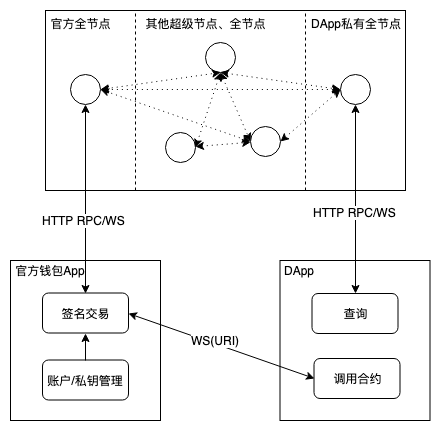 官方全节点
其他超级节点、全节点
DApp私有全节点
HTTP RPC/WS
HTTP RPC/WS
官方钱包App
签名交易
账户/私钥管理
WS(URI)
DApp
查询
调用合约